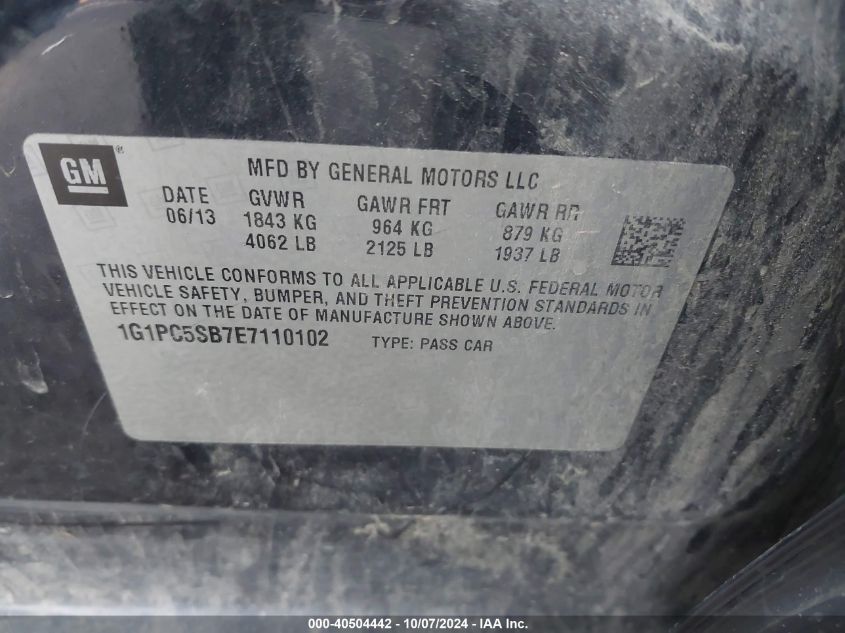 GM®
MFD BY GENERAL MOTORS LLC
DATE GVWR GAWR FRT GAWR RR
06/13 1843 KG 964 KG 879 KG
4062 LB 2125 LB 1937 LB
THIS VEHICLE CONFORMS TO ALL APPLICABLE U.S. FEDERAL MOTOR
VEHICLE SAFETY, BUMPER, AND THEFT PREVENTION STANDARDS IN
EFFECT ON THE DATE OF MANUFACTURE SHOWN ABOVE.
1G1PC5SB7E7110102 TYPE: PASS CAR
000-40504442 - 10/07/2024 - IAA Inc.